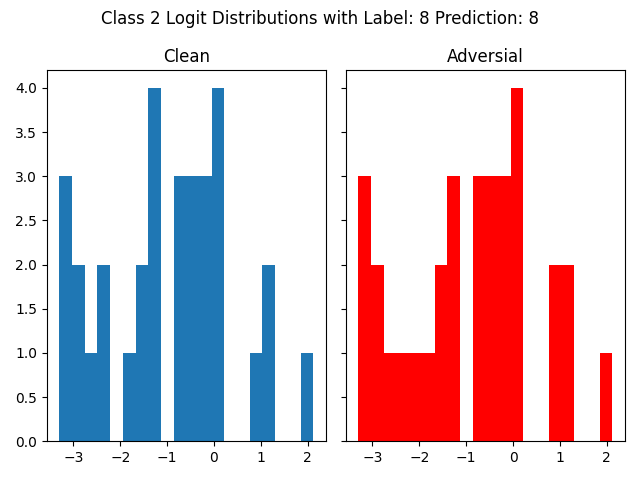 Class 2 Logit Distributions with Label: 8 Prediction: 8
Clean
Adversial
4.0
3.5
3.0
2.5
2.0
1.5
1.0
0.5
0.0
−3 −2 −1 0 1 2
−3 −2 −1 0 1 2